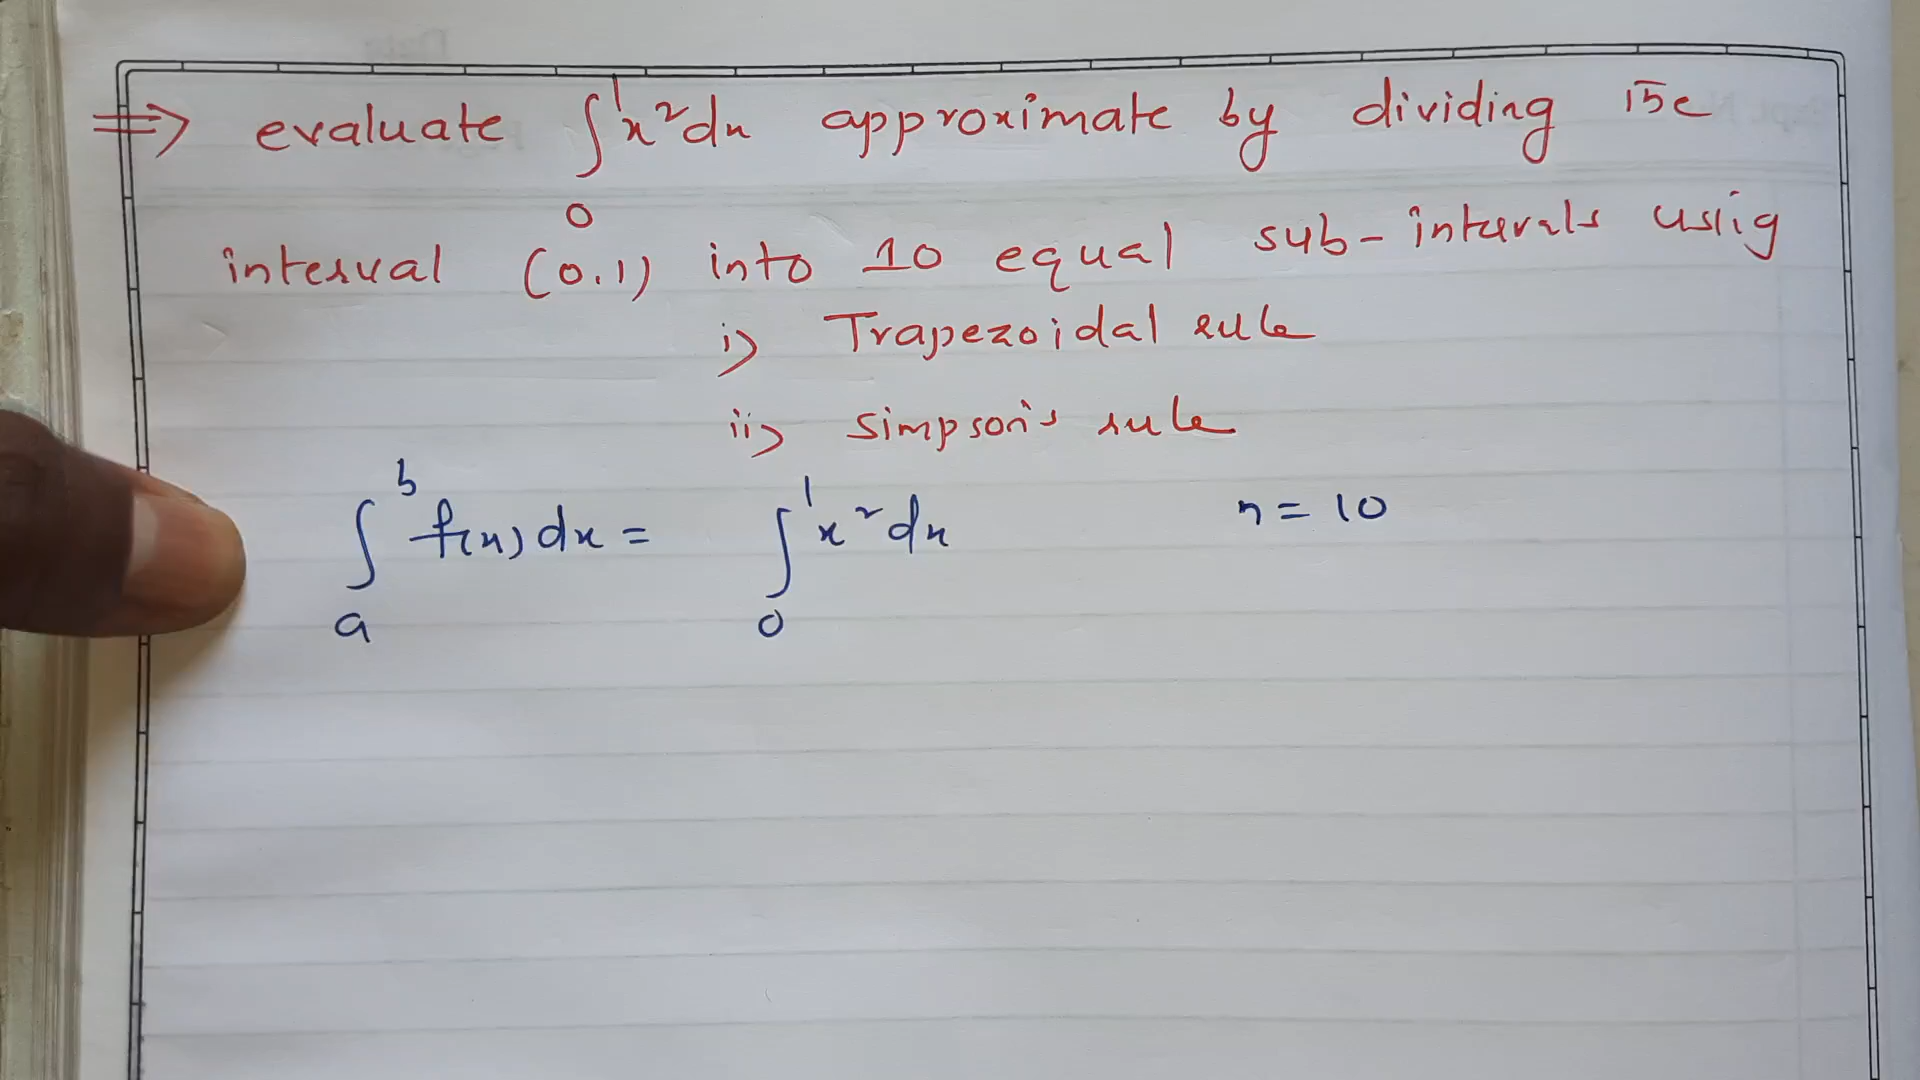 ⇒ evaluate ∫₀¹ x² dx approximate by dividing the
interval (0,1) into 10 equal sub-intervals usig
i) Trapezoidal rule
ii) Simpson's rule
∫ₐᵇ f(x) dx = ∫₀¹ x² dx n = 10